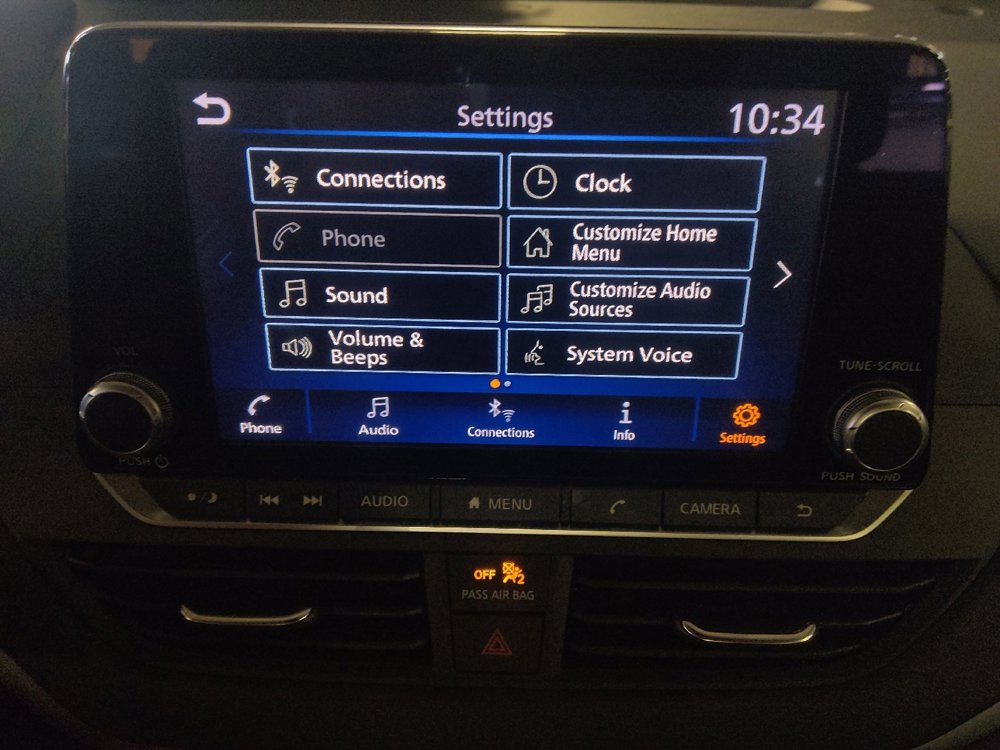 Settings
10:34
Connections
Clock
Phone
Customize Home
Menu
Sound
Customize Audio
Sources
Volume &
Beeps
System Voice
VOL
TUNE·SCROLL
Phone
Audio
Connections
Info
Settings
PUSH
PUSH SOUND
AUDIO
MENU
CAMERA
OFF
2
PASS AIR BAG